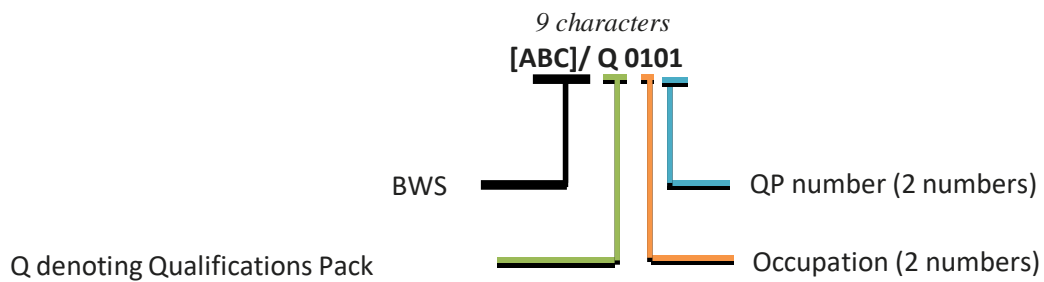 9 characters
[ABC]/ Q 0101
BWS
QP number (2 numbers)
Q denoting Qualifications Pack
Occupation (2 numbers)